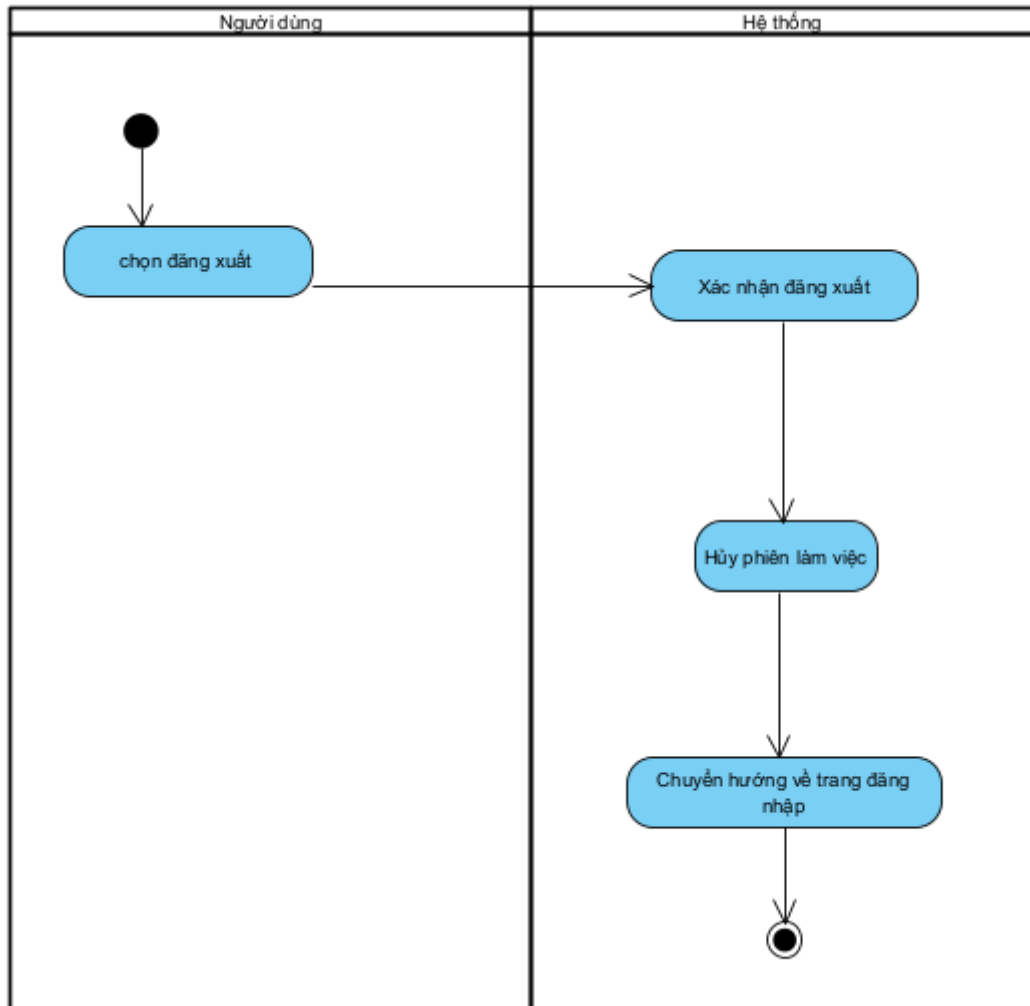 Người dùng
Hệ thống
chọn đăng xuất
Xác nhận đăng xuất
Hủy phiên làm việc
Chuyển hướng về trang đăng
nhập